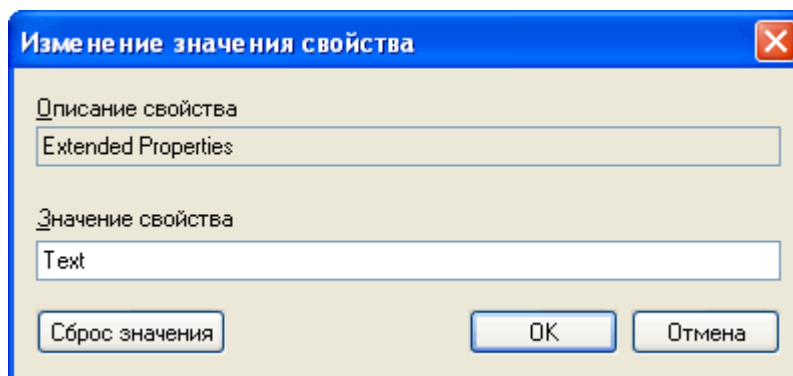 Изменение значения свойства
Описание свойства
Extended Properties
Значение свойства
Text
Сброс значения OK Отмена